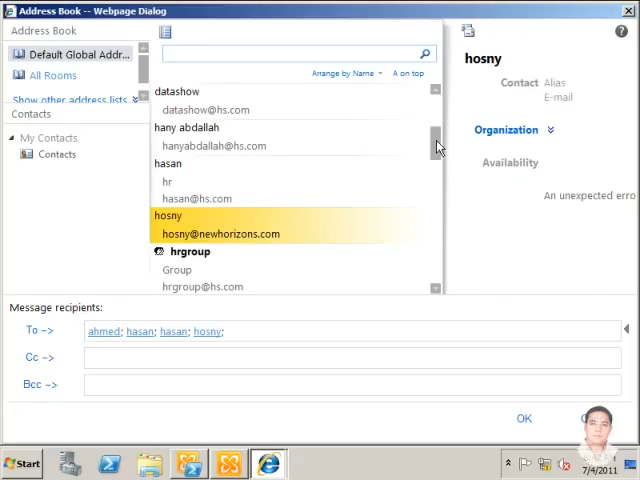 Address Book -- Webpage Dialog
Address Book
Default Global Addr...
All Rooms
Show other address lists
Contacts
My Contacts
Contacts
Arrange by Name
A on top
datashow
datashow@hs.com
hany abdallah
hanyabdallah@hs.com
hasan
hr
hasan@hs.com
hosny
hosny@newhorizons.com
hrgroup
Group
hrgroup@hs.com
hosny
Contact Alias
E-mail
Organization
Availability
An unexpected erro
Message recipients:
To -> ahmed; hasan; hasan; hosny;
Cc ->
Bcc ->
OK
Start
7/4/2011